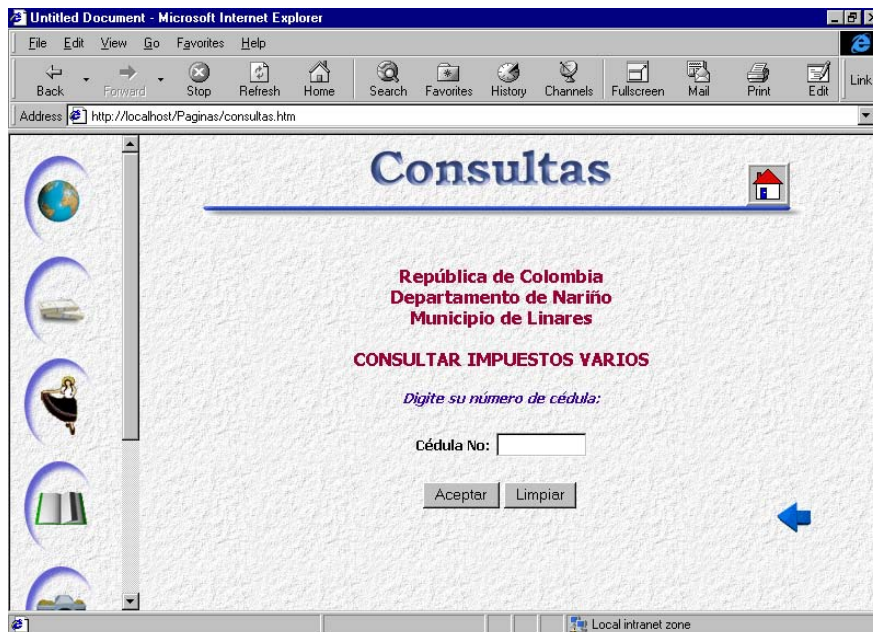 Untitled Document - Microsoft Internet Explorer
File Edit View Go Favorites Help
Back Forward Stop Refresh Home Search Favorites History Channels Fullscreen Mail Print Edit Link
Address http://localhost/Paginas/consultas.htm
Consultas
República de Colombia
Departamento de Nariño
Municipio de Linares
CONSULTAR IMPUESTOS VARIOS
Digite su número de cédula:
Cédula No:
Aceptar Limpiar
Local intranet zone